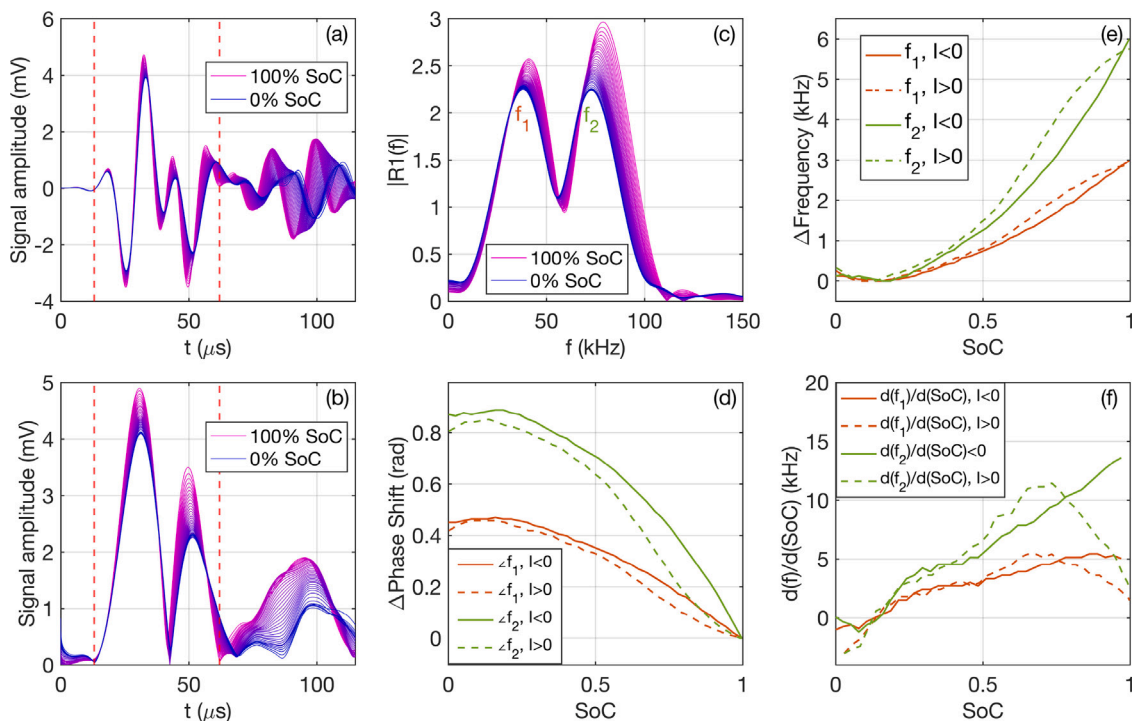 (a)
Signal amplitude (mV)
6
4
2
0
-2
-4
100% SoC
0% SoC
0
50
100
t (μs)
(c)
|R1(f)|
3
2.5
2
1.5
1
0.5
0
f1
f2
100% SoC
0% SoC
0
50
100
150
f (kHz)
(e)
ΔFrequency (kHz)
6
5
4
3
2
1
0
f1, I<0
f1, I>0
f2, I<0
f2, I>0
0
0.5
1
SoC
(b)
Signal amplitude (mV)
5
4
3
2
1
0
100% SoC
0% SoC
0
50
100
t (μs)
(d)
ΔPhase Shift (rad)
0.8
0.6
0.4
0.2
0
∠f1, I<0
∠f1, I>0
∠f2, I<0
∠f2, I>0
0
0.5
1
SoC
(f)
d(f)/d(SoC) (kHz)
20
15
10
5
0
d(f1)/d(SoC), I<0
d(f1)/d(SoC), I>0
d(f2)/d(SoC)<0
d(f2)/d(SoC), I>0
0
0.5
1
SoC